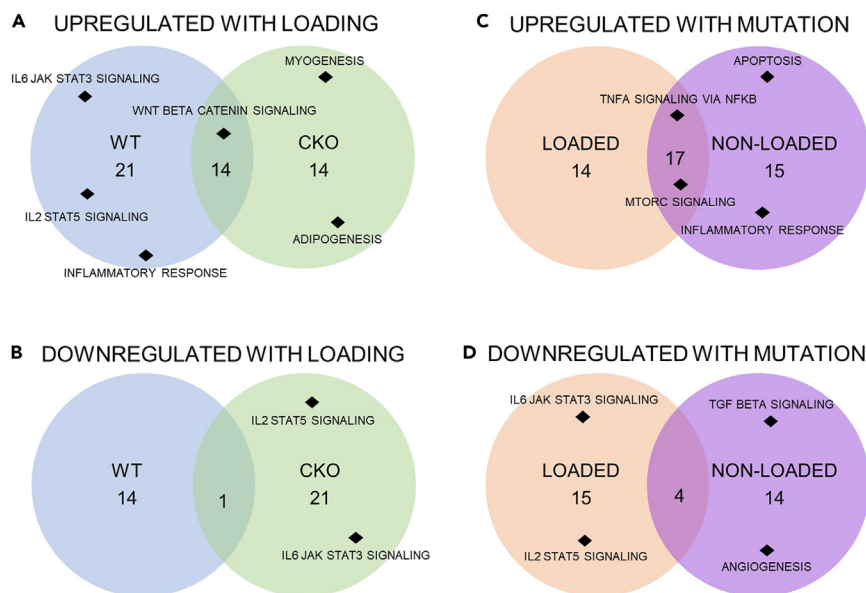 A UPREGULATED WITH LOADING
MYOGENESIS
IL6 JAK STAT3 SIGNALING
WNT BETA CATENIN SIGNALING
WT
CKO
21
14
14
IL2 STAT5 SIGNALING
ADIPOGENESIS
INFLAMMATORY RESPONSE
C UPREGULATED WITH MUTATION
APOPTOSIS
TNFA SIGNALING VIA NFKB
LOADED
NON-LOADED
14
17
15
MTORC SIGNALING
INFLAMMATORY RESPONSE
B DOWNREGULATED WITH LOADING
IL2 STAT5 SIGNALING
WT
CKO
14
1
21
IL6 JAK STAT3 SIGNALING
D DOWNREGULATED WITH MUTATION
IL6 JAK STAT3 SIGNALING
TGF BETA SIGNALING
LOADED
NON-LOADED
15
4
14
IL2 STAT5 SIGNALING
ANGIOGENESIS